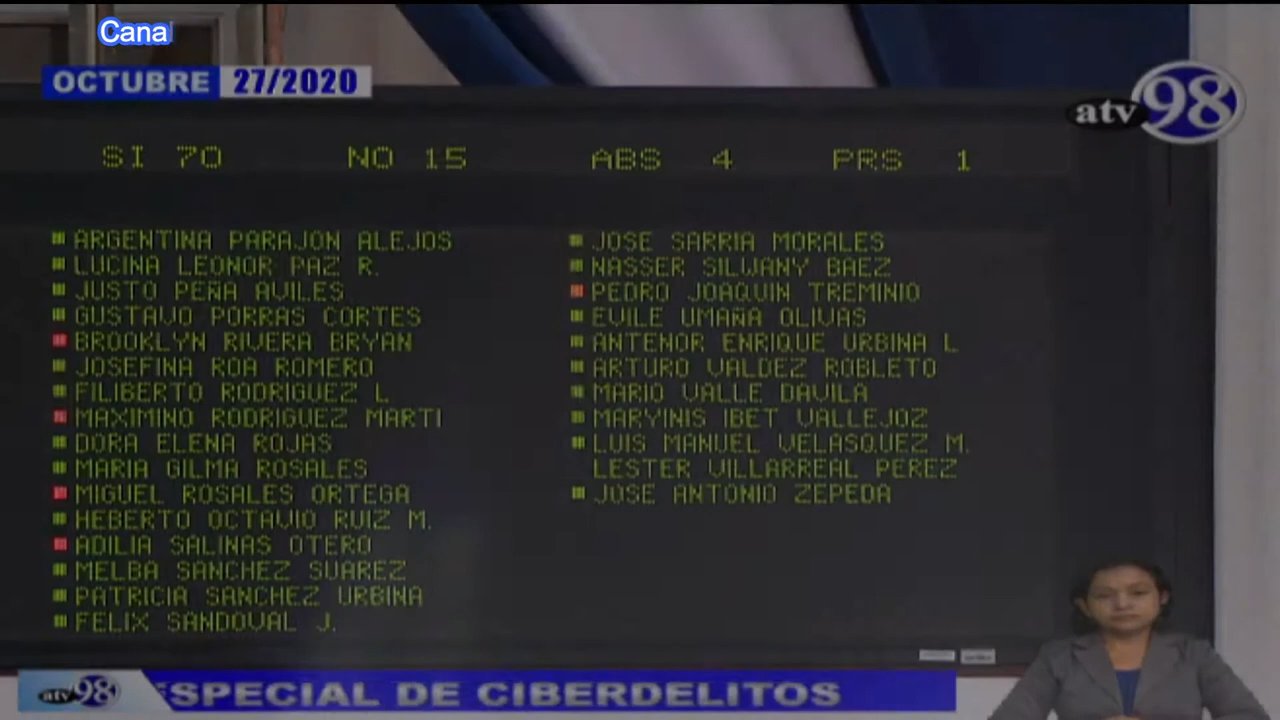 Cana
OCTUBRE 27/2020
atv 98
SI 70 NO 15 ABS 4 PRS 1
ARGENTINA PARAJON ALEJOS
LUCINA LEONOR PAZ R.
JUSTO PEÑA AVILES
GUSTAVO PORRAS CORTES
BROOKLYN RIVERA BRYAN
JOSEFINA ROA ROMERO
FILIBERTO RODRIGUEZ L
MAXIMINO RODRIGUEZ MARTI
DORA ELENA ROJAS
MARIA GILMA ROSALES
MIGUEL ROSALES ORTEGA
HEBERTO OCTAVIO RUIZ M.
ADILIA SALINAS OTERO
MELBA SANCHEZ SUAREZ
PATRICIA SANCHEZ URBINA
FELIX SANDOVAL J.
JOSE SARRIA MORALES
NASSER SILWANY BAEZ
PEDRO JOAQUIN TREMINIO
EVILE UMAÑA OLIVAS
ANTENOR ENRIQUE URBINA L
ARTURO VALDEZ ROBLETO
MARIO VALLE DAVILA
MARYINIS IBET VALLEJOZ
LUIS MANUEL VELASQUEZ M.
LESTER VILLARREAL PEREZ
JOSE ANTONIO ZEPEDA
atv 98 SPECIAL DE CIBERDELITOS